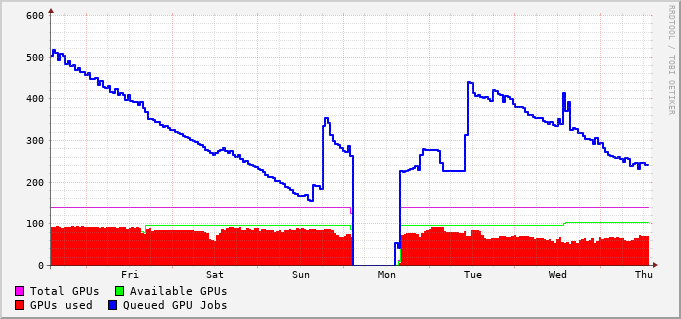 600
500
400
300
200
100
0
Fri Sat Sun Mon Tue Wed Thu
Total GPUs Available GPUs
GPUs used Queued GPU Jobs
RRDTOOL / TOBI OETIKER